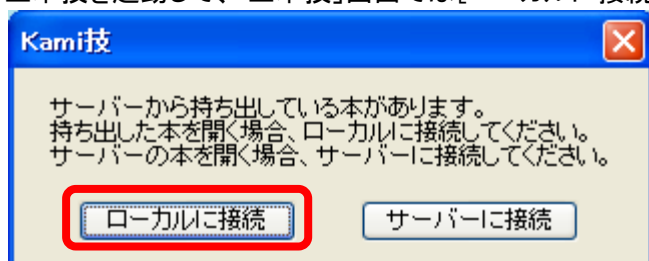 Kami技
サーバーから持ち出している本があります。
持ち出した本を開く場合、ローカルに接続してください。
サーバーの本を開く場合、サーバーに接続してください。
ローカルに接続
サーバーに接続